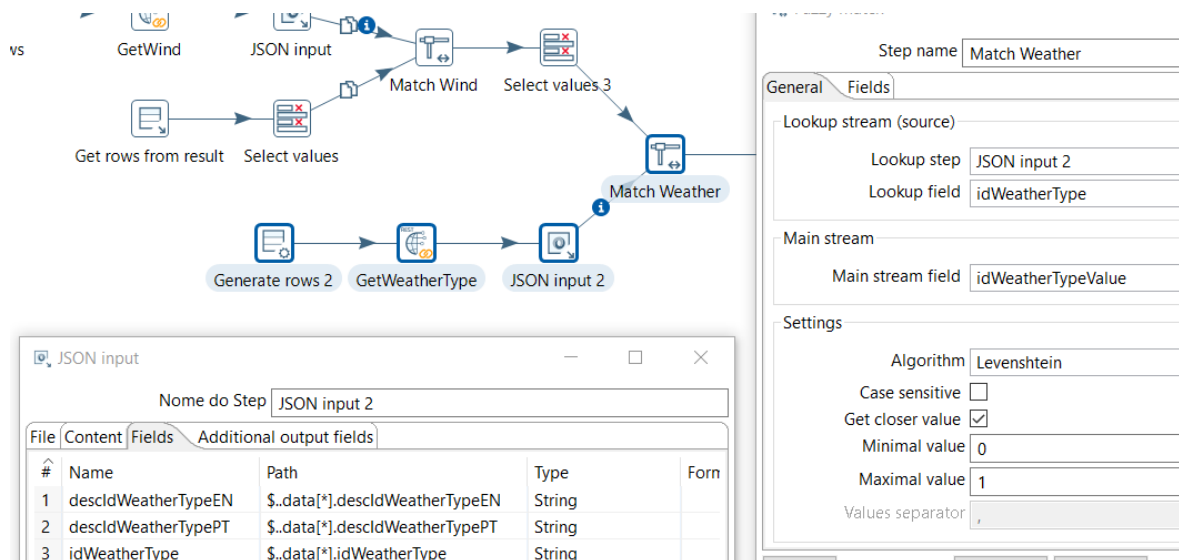 GetWind
JSON input
Match Wind
Select values 3
Get rows from result
Select values
Match Weather
REST
Generate rows 2
GetWeatherType
JSON input 2
JSON input
Nome do Step JSON input 2
File Content Fields Additional output fields
# Name Path Type Form
1 descIdWeatherTypeEN $..data[*].descIdWeatherTypeEN String
2 descIdWeatherTypePT $..data[*].descIdWeatherTypePT String
3 idWeatherType $..data[*].idWeatherType String
Step name Match Weather
General Fields
Lookup stream (source)
Lookup step JSON input 2
Lookup field idWeatherType
Main stream
Main stream field idWeatherTypeValue
Settings
Algorithm Levenshtein
Case sensitive
Get closer value
Minimal value 0
Maximal value 1
Values separator ,